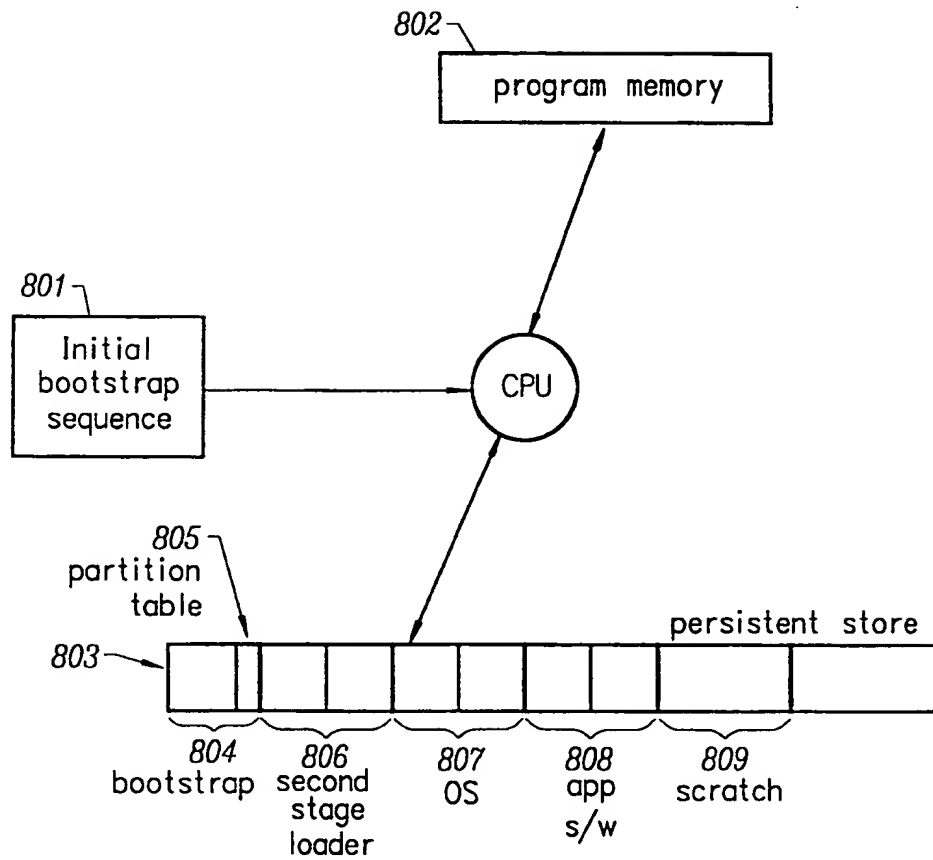 802
program memory
801
Initial
bootstrap
sequence
CPU
805
partition
table
persistent store
803
804
bootstrap
806
second
stage
loader
807
OS
808
app
s/w
809
scratch